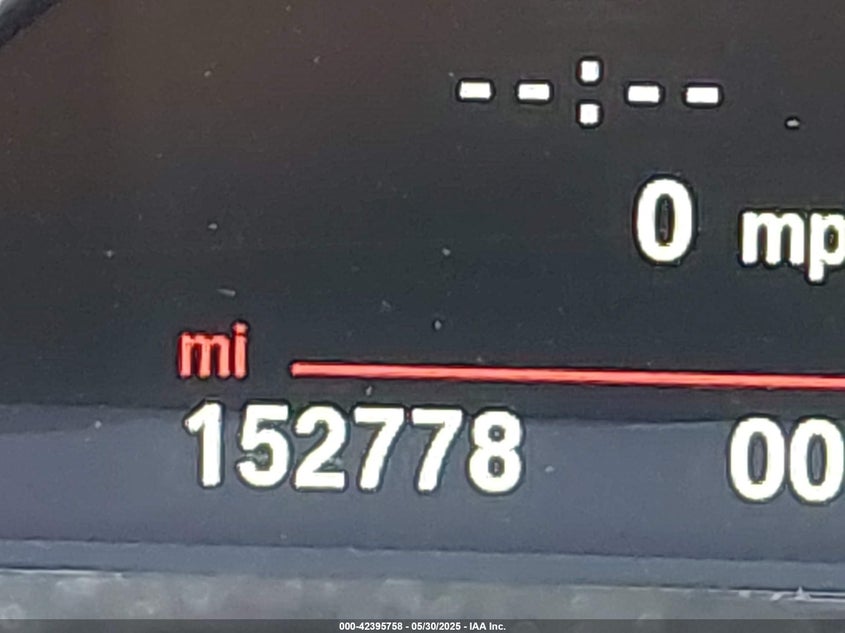 --:--
0 mp
mi
152778 00
000-42395758 - 05/30/2025 - IAA Inc.